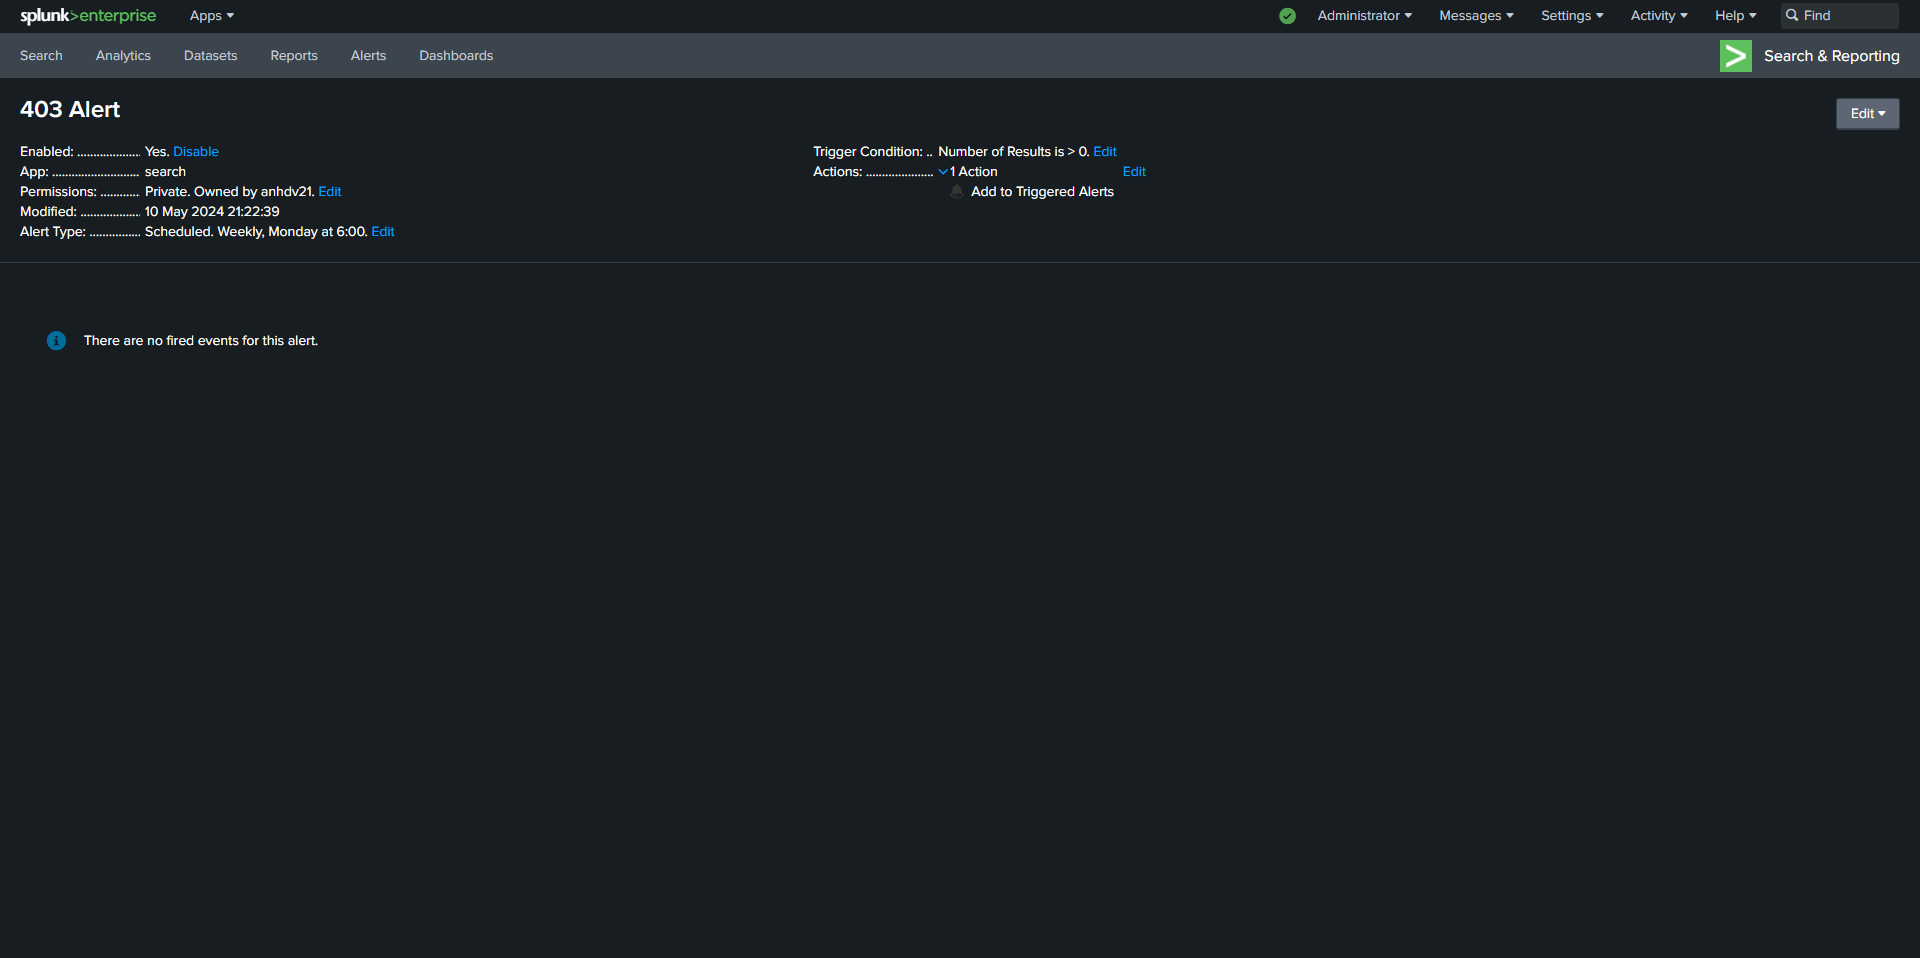 splunk>enterprise Apps Administrator Messages Settings Activity Help Find
Search Analytics Datasets Reports Alerts Dashboards Search & Reporting
403 Alert
Edit
Enabled: ................... Yes. Disable
App: ........................... search
Permissions: ............ Private. Owned by anhdv21. Edit
Modified: .................. 10 May 2024 21:22:39
Alert Type: ................ Scheduled. Weekly, Monday at 6:00. Edit
Trigger Condition: .. Number of Results is > 0. Edit
Actions: ..................... 1 Action Edit
Add to Triggered Alerts
There are no fired events for this alert.